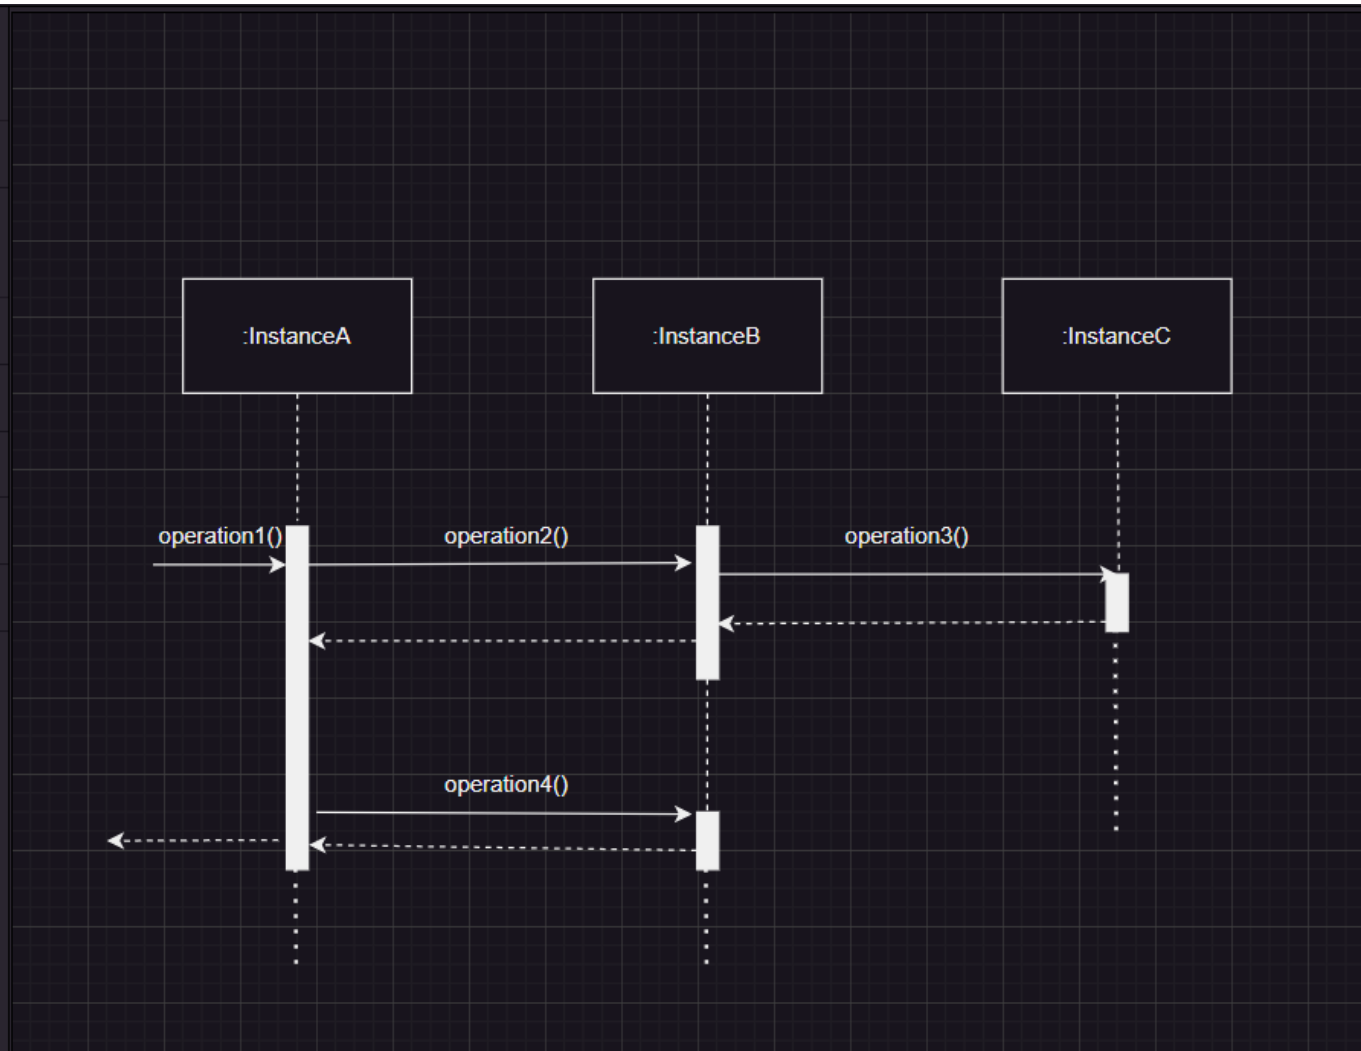 :InstanceA
:InstanceB
:InstanceC
operation1()
operation2()
operation3()
operation4()